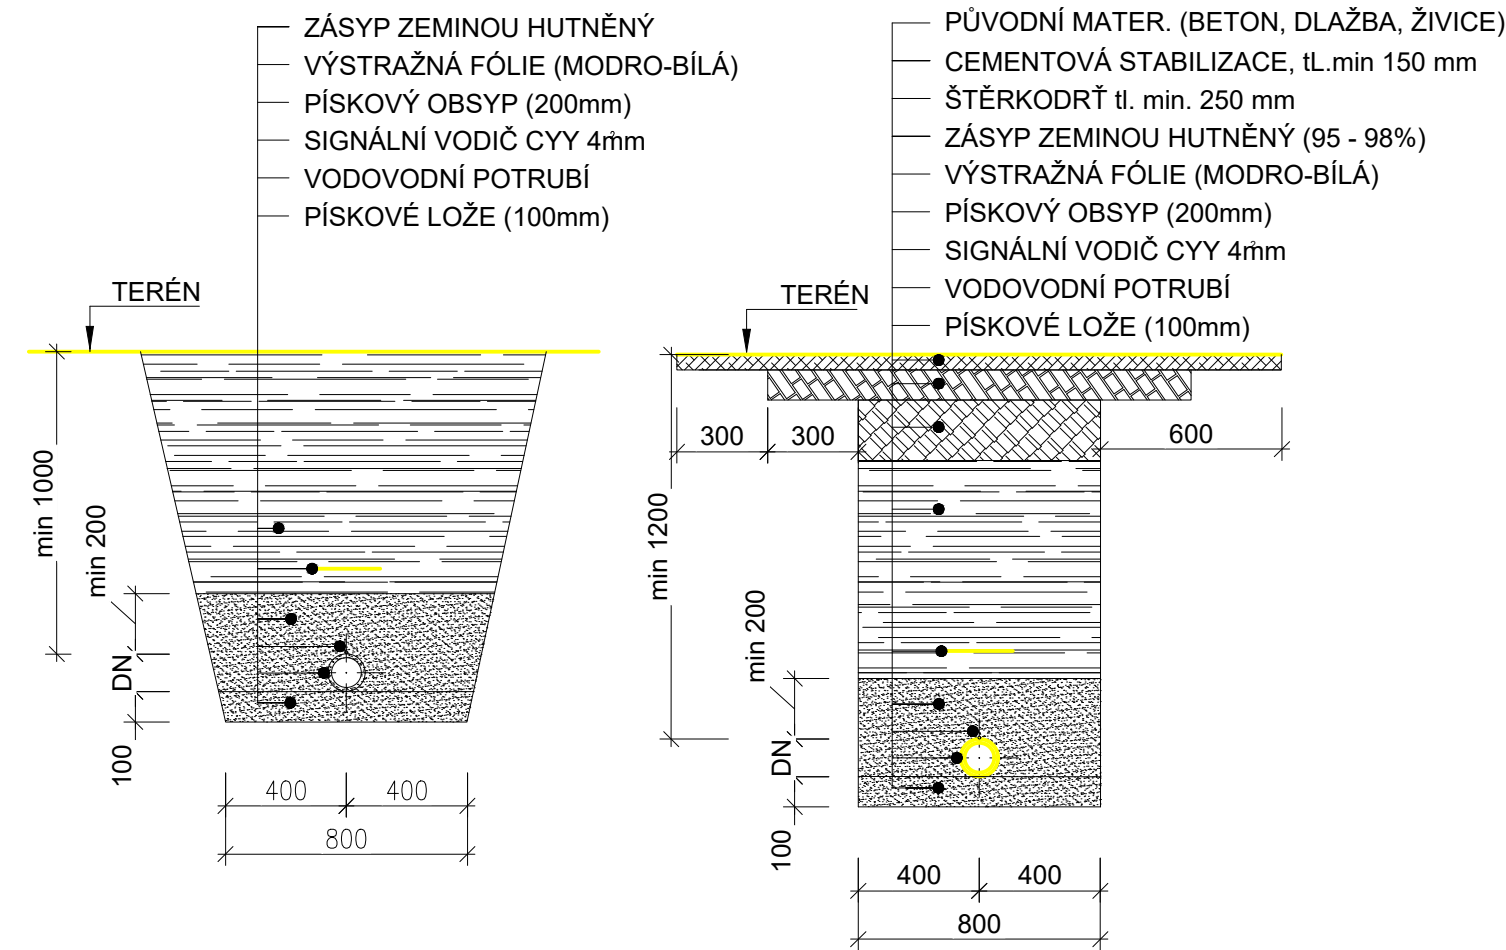 ZÁSYP ZEMINOU HUTNĚNÝ
VÝSTRAŽNÁ FÓLIE (MODRO-BÍLÁ)
PÍSKOVÝ OBSYP (200mm)
SIGNÁLNÍ VODIČ CYY 4mm²
VODOVODNÍ POTRUBÍ
PÍSKOVÉ LOŽE (100mm)
TERÉN
min 1000
min 200
DN
100
400
400
800
PŮVODNÍ MATER. (BETON, DLAŽBA, ŽIVICE)
CEMENTOVÁ STABILIZACE, tL.min 150 mm
ŠTĚRKODRŤ tl. min. 250 mm
ZÁSYP ZEMINOU HUTNĚNÝ (95 - 98%)
VÝSTRAŽNÁ FÓLIE (MODRO-BÍLÁ)
PÍSKOVÝ OBSYP (200mm)
SIGNÁLNÍ VODIČ CYY 4mm²
VODOVODNÍ POTRUBÍ
PÍSKOVÉ LOŽE (100mm)
TERÉN
300
300
600
min 1200
min 200
DN
100
400
400
800